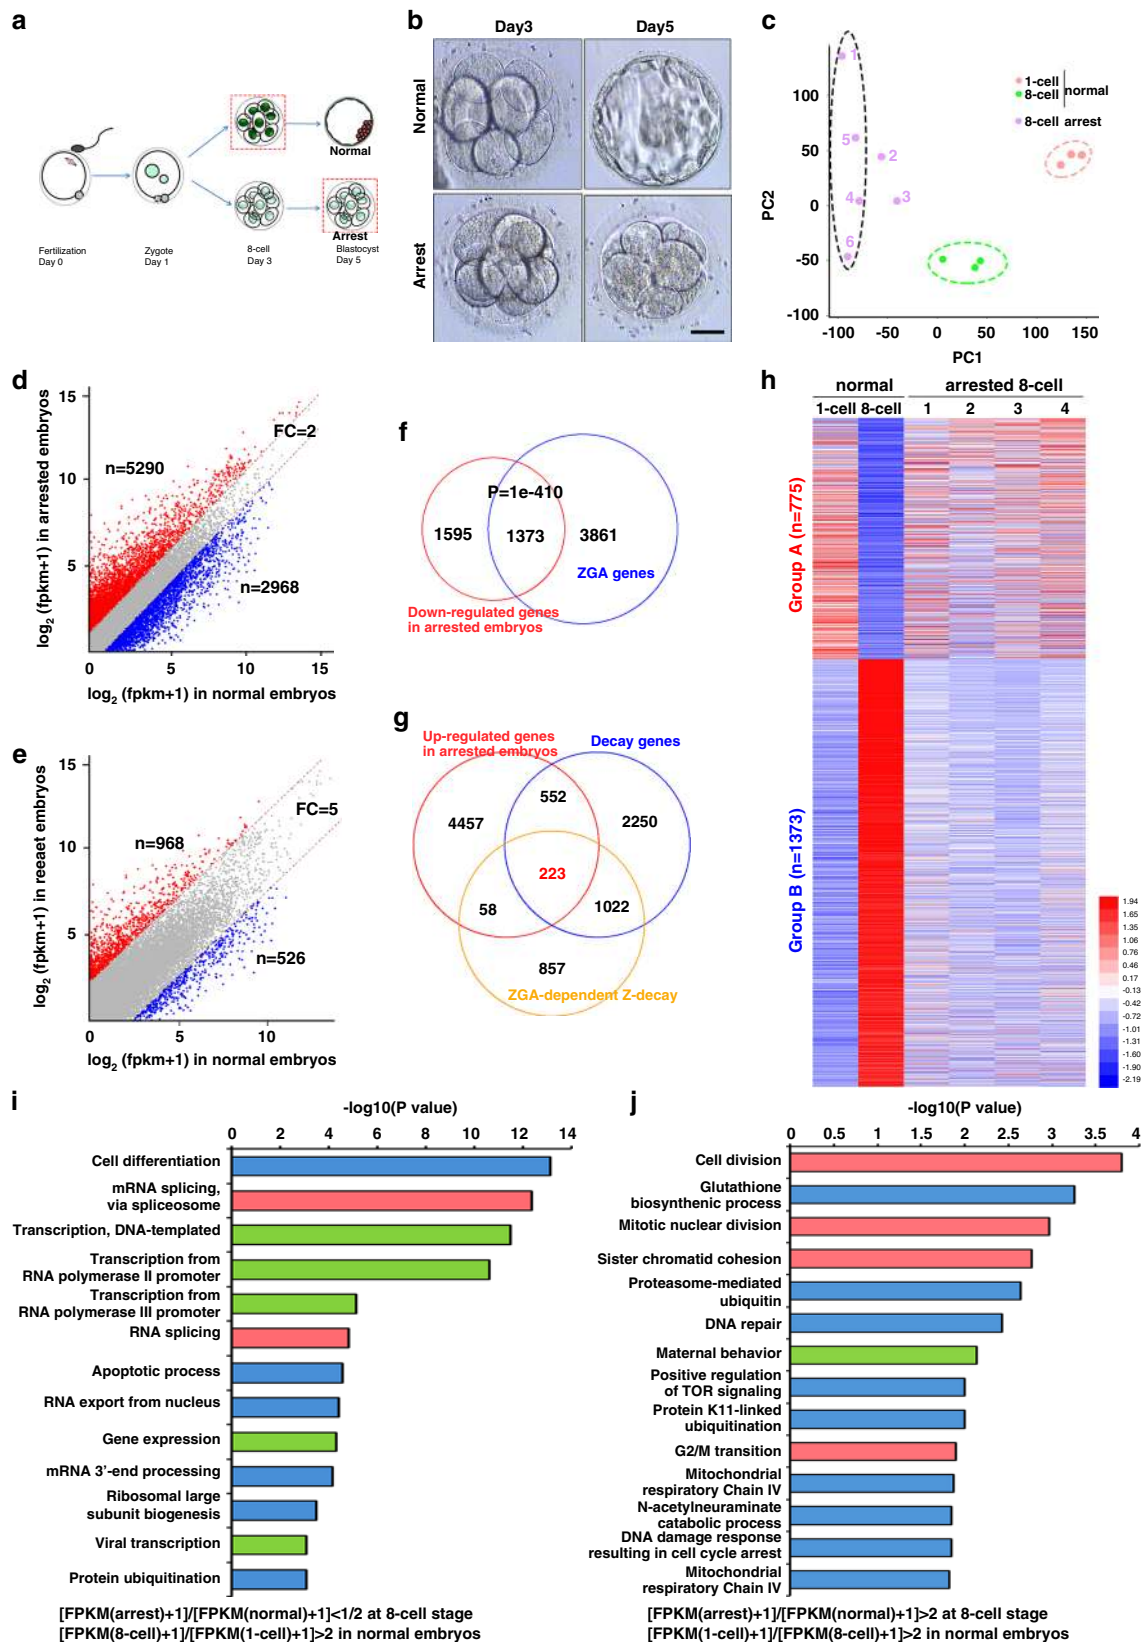 a
Fertilization
Day 0
Zygote
Day 1
8-cell
Day 3
Normal
Arrest
Blastocyst
Day 5
b
Day3
Day5
Normal
Arrest
c
PC2
100
50
0
-50
-100
-100
-50
0
50
100
150
PC1
1
5
2
4
3
6
1-cell
8-cell
normal
8-cell arrest
d
log2 (fpkm+1) in arrested embryos
15
10
5
0
5
10
15
n=5290
FC=2
n=2968
log2 (fpkm+1) in normal embryos
e
log2 (fpkm+1) in reeaet embryos
15
10
5
0
5
10
n=968
FC=5
n=526
log2 (fpkm+1) in normal embryos
f
P=1e-410
1595
1373
3861
ZGA genes
Down-regulated genes
in arrested embryos
g
Up-regulated genes
in arrested embryos
Decay genes
552
4457
2250
223
58
1022
857
ZGA-dependent Z-decay
h
normal
arrested 8-cell
1-cell
8-cell
1
2
3
4
Group A (n=775)
Group B (n=1373)
1.94
1.65
1.35
1.06
0.76
0.46
0.17
-0.13
-0.42
-0.72
-1.01
-1.31
-1.60
-1.90
-2.19
i
-log10(P value)
0
2
4
6
8
10
12
14
Cell differentiation
mRNA splicing,
via spliceosome
Transcription, DNA-templated
Transcription from
RNA polymerase II promoter
Transcription from
RNA polymerase III promoter
RNA splicing
Apoptotic process
RNA export from nucleus
Gene expression
mRNA 3'-end processing
Ribosomal large
subunit biogenesis
Viral transcription
Protein ubiquitination
[FPKM(arrest)+1]/[FPKM(normal)+1]<1/2 at 8-cell stage
[FPKM(8-cell)+1]/[FPKM(1-cell)+1]>2 in normal embryos
j
-log10(P value)
0
0.5
1
1.5
2
2.5
3
3.5
4
Cell division
Glutathione
biosynthenic process
Mitotic nuclear division
Sister chromatid cohesion
Proteasome-mediated
ubiquitin
DNA repair
Maternal behavior
Positive regulation
of TOR signaling
Protein K11-linked
ubiquitination
G2/M transition
Mitochondrial
respiratory Chain IV
N-acetylneuraminate
catabolic process
DNA damage response
resulting in cell cycle arrest
Mitochondrial
respiratory Chain IV
[FPKM(arrest)+1]/[FPKM(normal)+1]>2 at 8-cell stage
[FPKM(1-cell)+1]/[FPKM(8-cell)+1]>2 in normal embryos